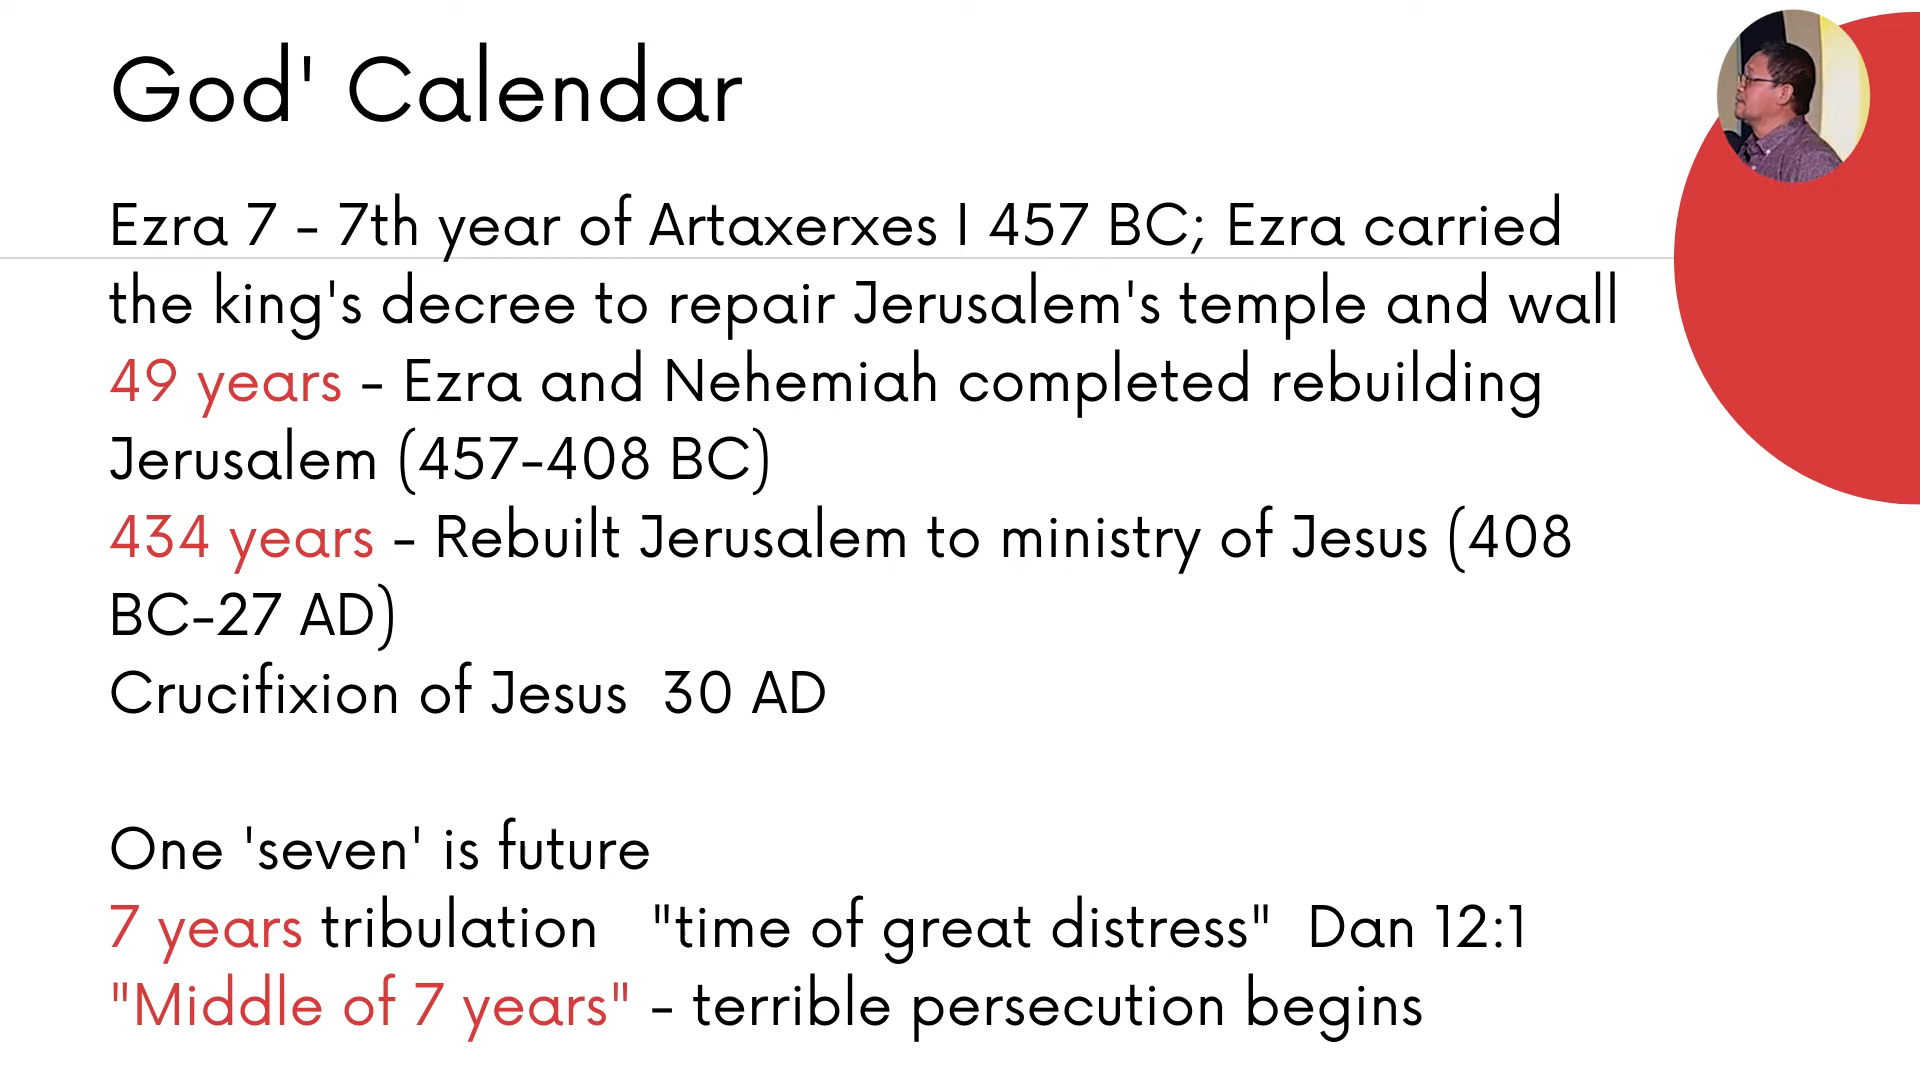 God' Calendar
Ezra 7 - 7th year of Artaxerxes I 457 BC; Ezra carried
the king's decree to repair Jerusalem's temple and wall
49 years - Ezra and Nehemiah completed rebuilding
Jerusalem (457-408 BC)
434 years - Rebuilt Jerusalem to ministry of Jesus (408
BC-27 AD)
Crucifixion of Jesus  30 AD
One 'seven' is future
7 years tribulation   "time of great distress"  Dan 12:1
"Middle of 7 years" - terrible persecution begins